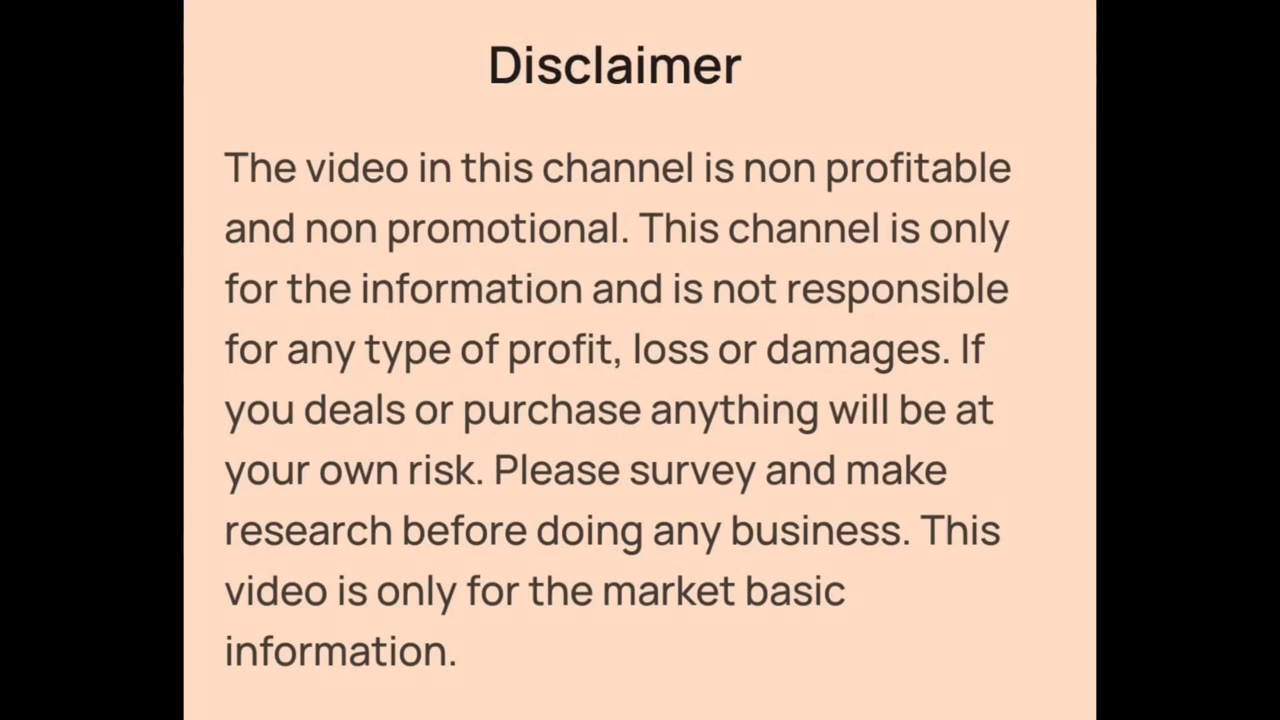 Disclaimer
The video in this channel is non profitable
and non promotional. This channel is only
for the information and is not responsible
for any type of profit, loss or damages. If
you deals or purchase anything will be at
your own risk. Please survey and make
research before doing any business. This
video is only for the market basic
information.